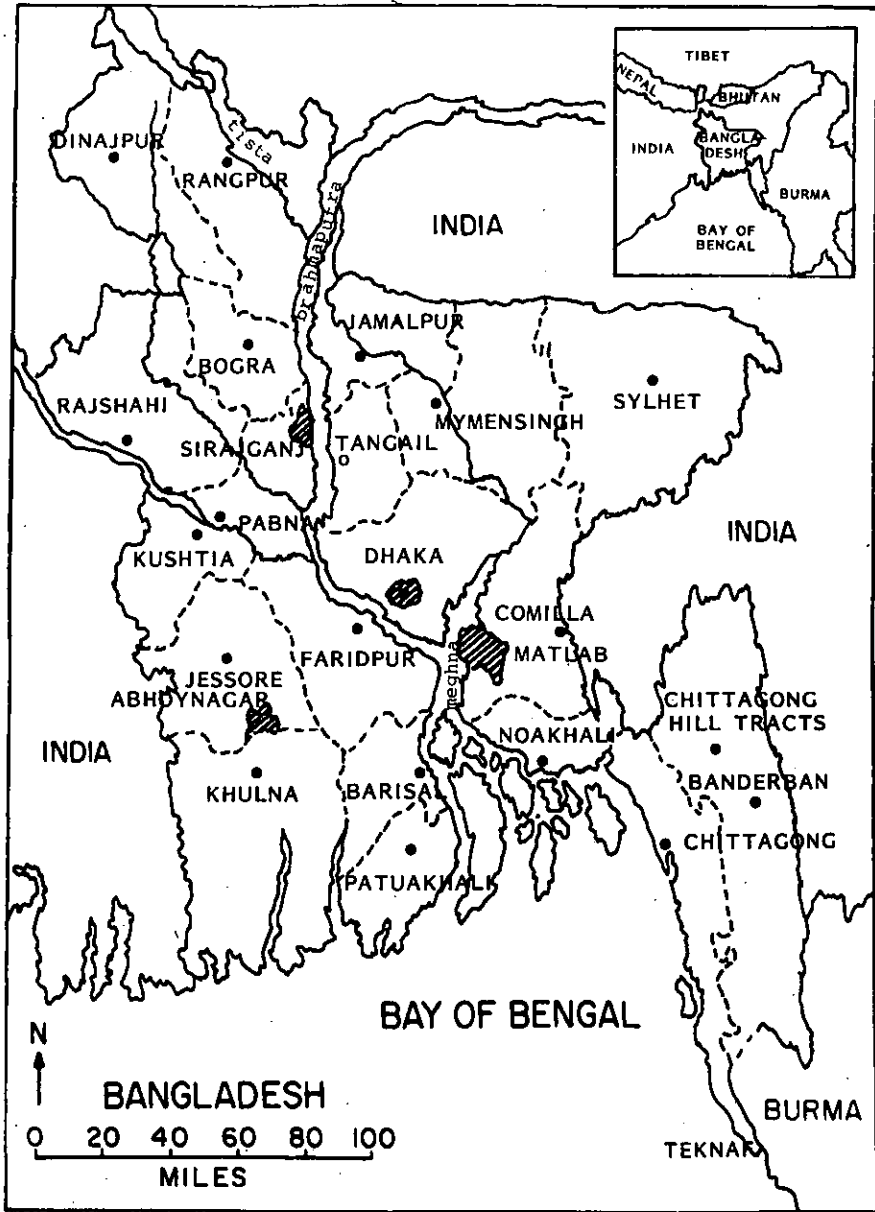 TIBET
NEPAL
BHUTAN
BANGLA
DESH
INDIA
BURMA
BAY OF
BENGAL
DINAJPUR
tista
RANGPUR
brahmaputra
INDIA
JAMALPUR
BOGRA
RAJSHAHI
MYMENSINGH
SYLHET
SIRAJGANJ
TANGAIL
PABNA
DHAKA
INDIA
KUSHTIA
COMILLA
FARIDPUR
meghna
MATLAB
JESSORE
ABHOYNAGAR
CHITTAGONG
HILL TRACTS
NOAKHALI
INDIA
KHULNA
BARISAL
BANDERBAN
CHITTAGONG
PATUAKHALI
BAY OF BENGAL
N
BANGLADESH
BURMA
0 20 40 60 80 100
MILES
TEKNAF